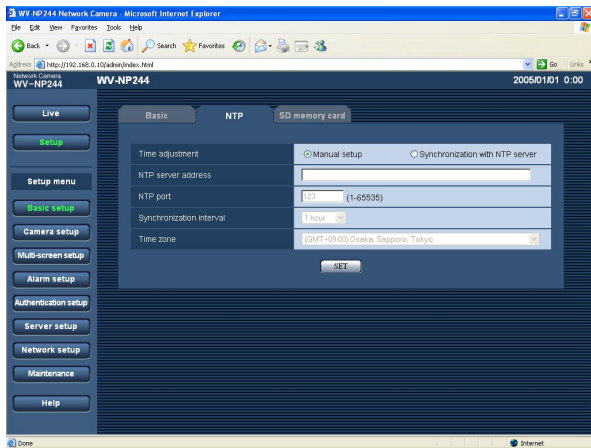 WV-NP244 Network Camera - Microsoft Internet Explorer
File Edit View Favorites Tools Help
Back Search Favorites
Address http://192.168.0.10/admin/index.html Go Links
Network Camera
WV-NP244
WV-NP244
2005/01/01 0:00
Live
Setup
Setup menu
Basic setup
Camera setup
Multi-screen setup
Alarm setup
Authentication setup
Server setup
Network setup
Maintenance
Help
Basic NTP SD memory card
Time adjustment Manual setup Synchronization with NTP server
NTP server address
NTP port 123 (1-65535)
Synchronization interval 1 hour
Time zone (GMT+09:00) Osaka, Sapporo, Tokyo
SET
Done Internet